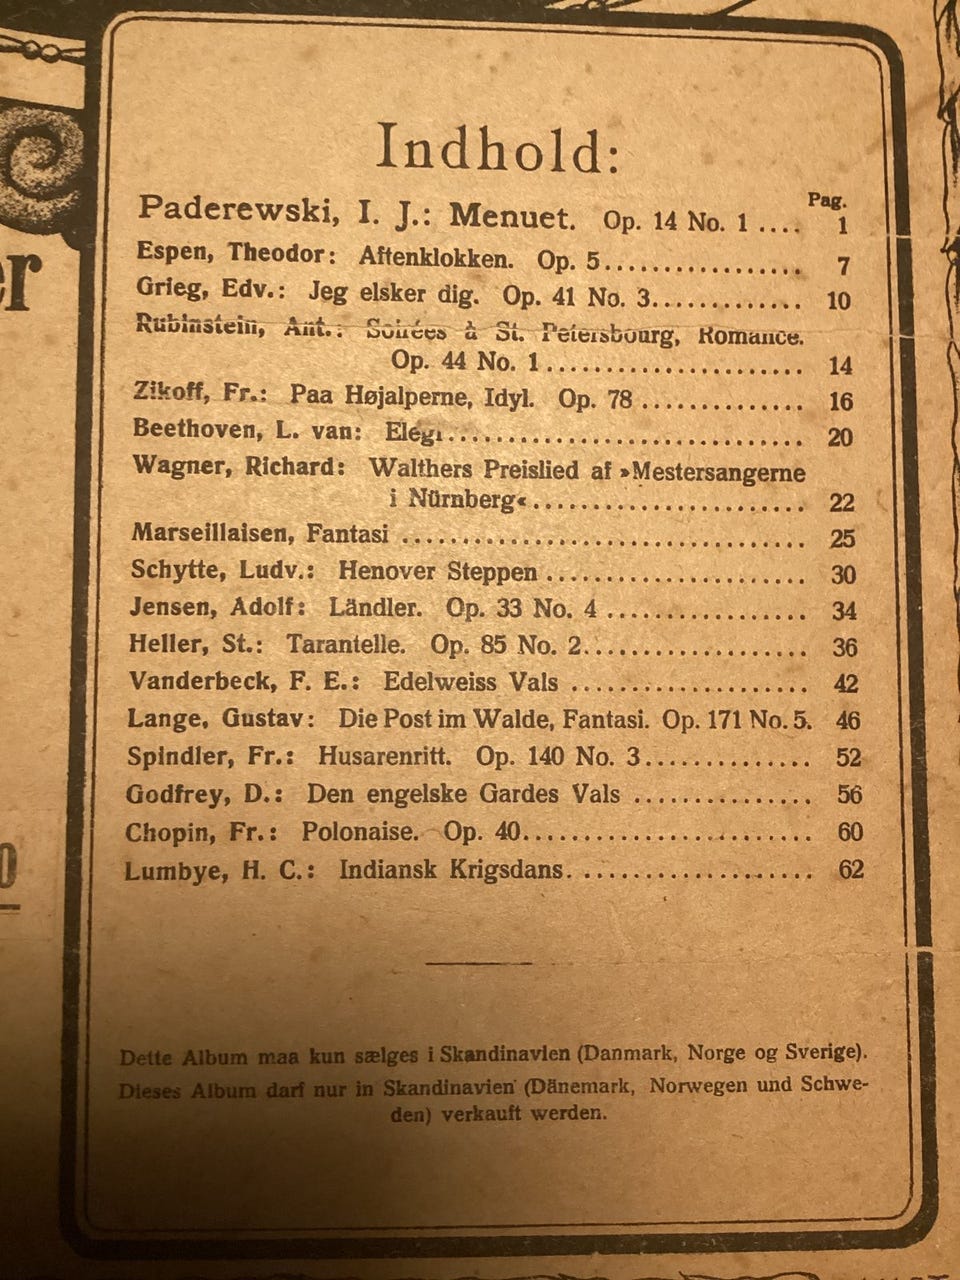 Indhold:
Pag.
Paderewski, I. J.: Menuet. Op. 14 No. 1 .... 1
Espen, Theodor: Aftenklokken. Op. 5................. 7
Grieg, Edv.: Jeg elsker dig. Op. 41 No. 3............. 10
Rubinstein, Ant.: Soirées à St. Petersbourg, Romance.
Op. 44 No. 1....................... 14
Zikoff, Fr.: Paa Højalperne, Idyl. Op. 78 .............. 16
Beethoven, L. van: Elegi................................ 20
Wagner, Richard: Walthers Preislied af »Mestersangerne
i Nürnberg«........................ 22
Marseillaisen, Fantasi .................................... 25
Schytte, Ludv.: Henover Steppen ....................... 30
Jensen, Adolf: Ländler. Op. 33 No. 4 ................. 34
Heller, St.: Tarantelle. Op. 85 No. 2................... 36
Vanderbeck, F. E.: Edelweiss Vals ..................... 42
Lange, Gustav: Die Post im Walde, Fantasi. Op. 171 No. 5. 46
Spindler, Fr.: Husarenritt. Op. 140 No. 3.............. 52
Godfrey, D.: Den engelske Gardes Vals ............... 56
Chopin, Fr.: Polonaise. Op. 40......................... 60
Lumbye, H. C.: Indiansk Krigsdans. .................... 62
Dette Album maa kun sælges i Skandinavien (Danmark, Norge og Sverige).
Dieses Album darf nur in Skandinavien (Dänemark, Norwegen und Schwe-
den) verkauft werden.